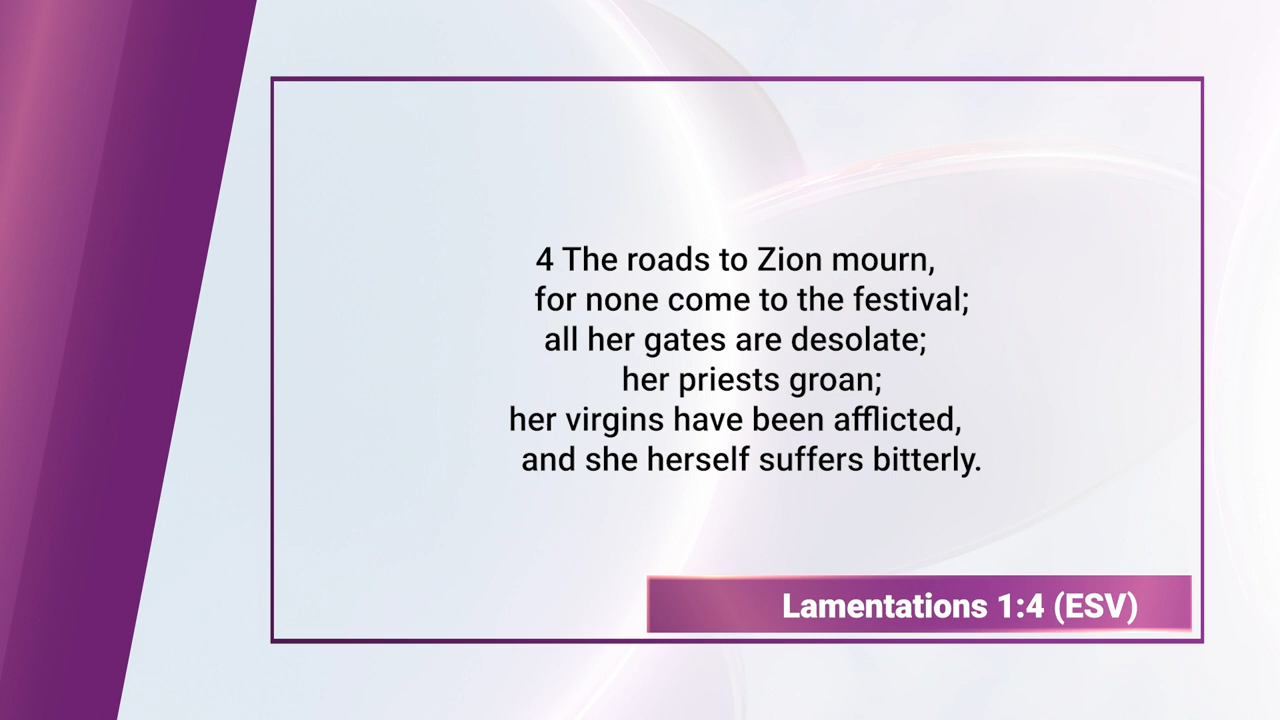 4 The roads to Zion mourn,
for none come to the festival;
all her gates are desolate;
her priests groan;
her virgins have been afflicted,
and she herself suffers bitterly.
Lamentations 1:4 (ESV)